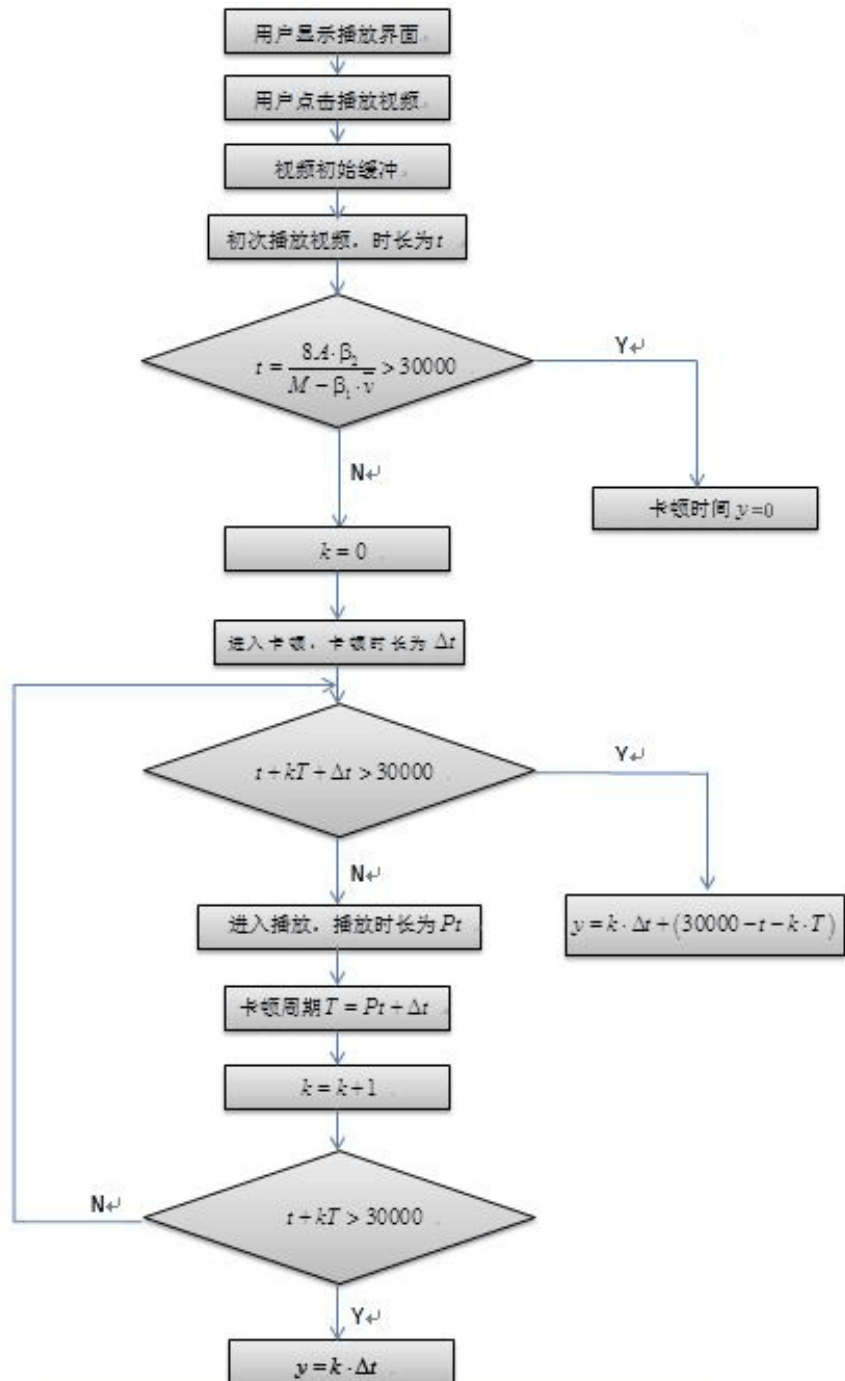 用户显示播放界面
用户点击播放视频
视频初始缓冲
初次播放视频，时长为t
t = 8A·β₂ / (M − β₁·v̄) > 30000
Y↵
N↵
卡顿时间 y=0
k = 0
进入卡顿，卡顿时长为 Δt
t + kT + Δt > 30000
Y↵
N↵
进入播放，播放时长为 Pt
y = k·Δt + (30000 − t − k·T)
卡顿周期 T = Pt + Δt
k = k + 1
N↵
t + kT > 30000
Y↵
y = k·Δt